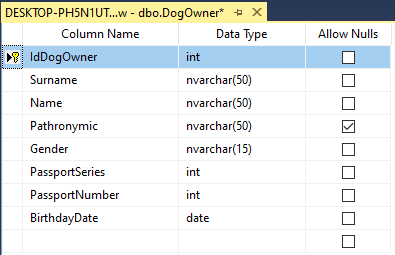 DESKTOP-PH5N1UT...w - dbo.DogOwner*
Column Name Data Type Allow Nulls
IdDogOwner int
Surname nvarchar(50)
Name nvarchar(50)
Pathronymic nvarchar(50)
Gender nvarchar(15)
PassportSeries int
PassportNumber int
BirthdayDate date